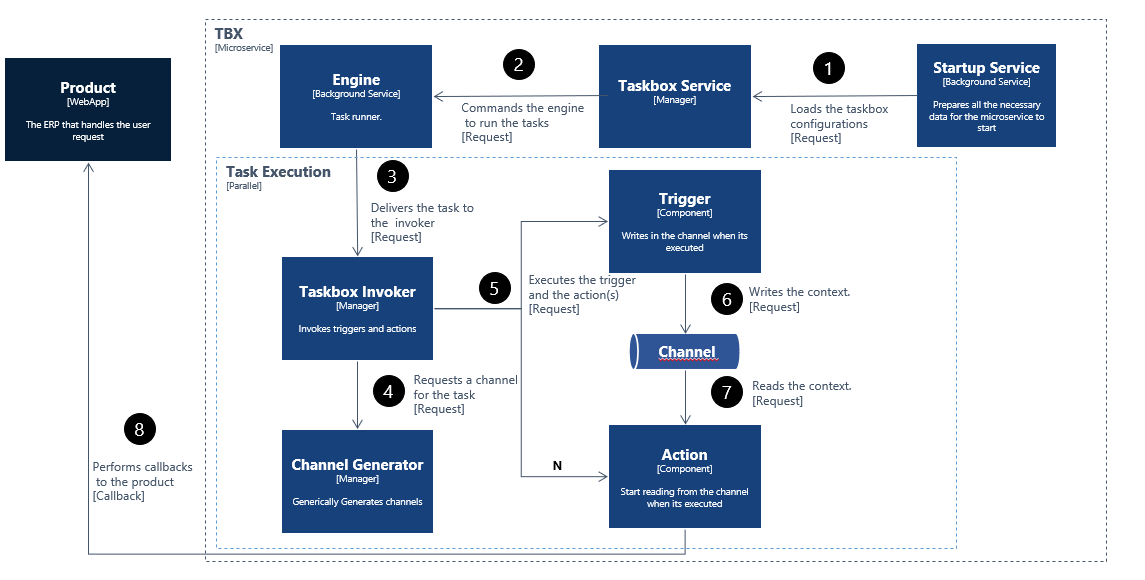 TBX
[Microservice]
Product
[WebApp]
The ERP that handles the user
request
Engine
[Background Service]
Task runner.
2
Commands the engine
to run the tasks
[Request]
Taskbox Service
[Manager]
1
Loads the taskbox
configurations
[Request]
Startup Service
[Background Service]
Prepares all the necessary
data for the microservice to
start
Task Execution
[Parallel]
3
Delivers the task to
the invoker
[Request]
Taskbox Invoker
[Manager]
Invokes triggers and actions
4
Requests a channel
for the task
[Request]
Channel Generator
[Manager]
Generically Generates channels
5
Executes the trigger
and the action(s)
[Request]
N
Trigger
[Component]
Writes in the channel when its
executed
6
Writes the context.
[Request]
Channel
7
Reads the context.
[Request]
Action
[Component]
Start reading from the channel
when its executed
8
Performs callbacks
to the product
[Callback]